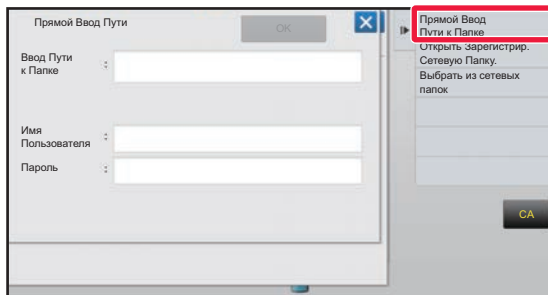 Прямой Ввод Пути
OK
Ввод Пути
к Папке
:
Имя
Пользователя
:
Пароль :
Прямой Ввод
Пути к Папке
Открыть Зарегистрир.
Сетевую Папку.
Выбрать из сетевых
папок
CA